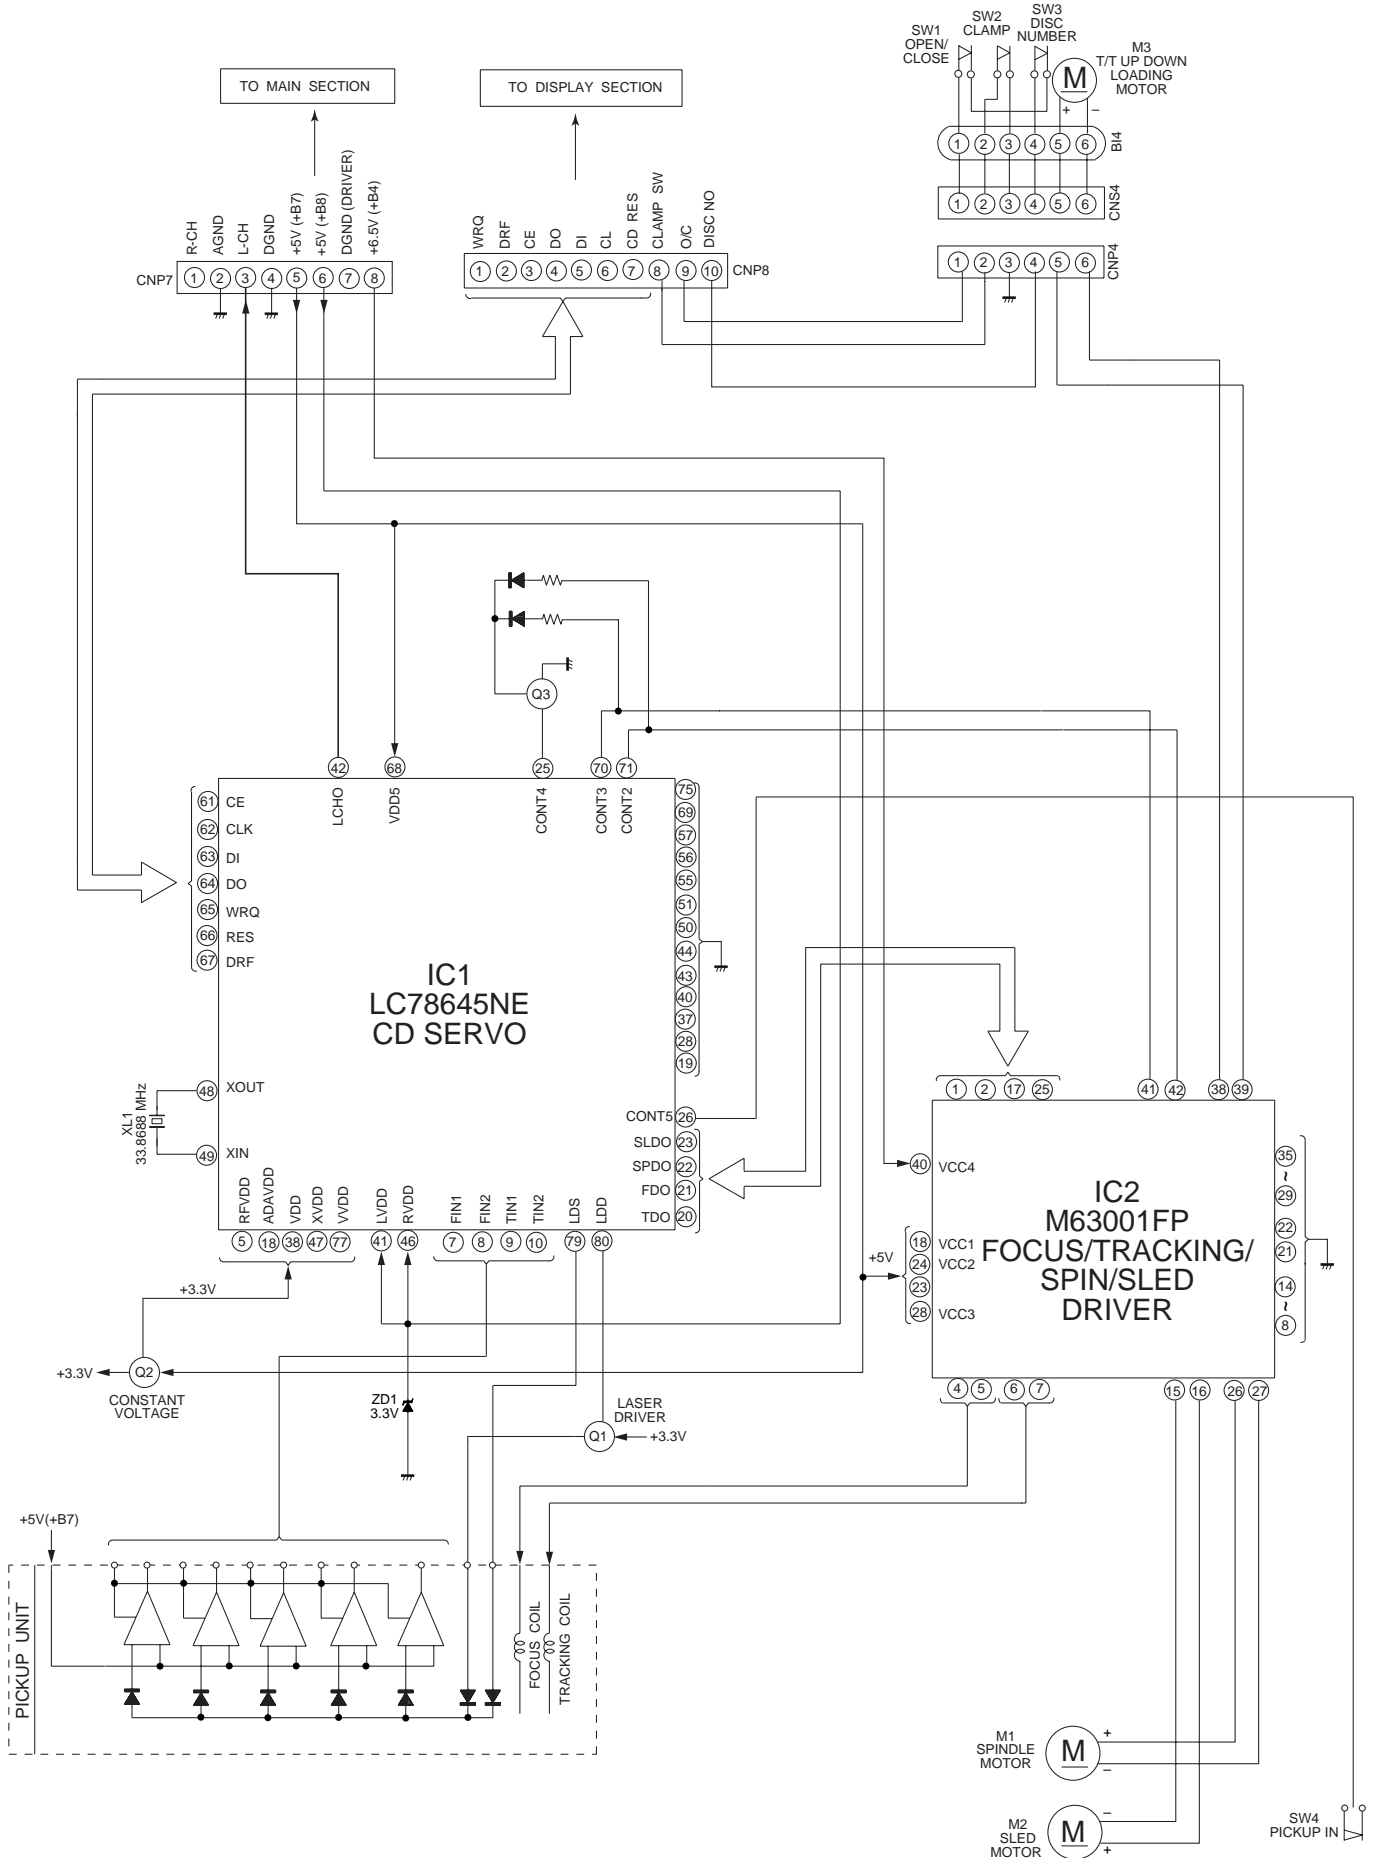 SW1
OPEN/
CLOSE
SW2
CLAMP
SW3
DISC
NUMBER
M
M3
T/T UP DOWN
LOADING
MOTOR
+ −
1 2 3 4 5 6
BI4
1 2 3 4 5 6
CNS4
1 2 3 4 5 6
CNP4
TO MAIN SECTION
TO DISPLAY SECTION
R-CH
AGND
L-CH
DGND
+5V (+B7)
+5V (+B8)
DGND (DRIVER)
+6.5V (+B4)
CNP7
1 2 3 4 5 6 7 8
WRQ
DRF
CE
DO
DI
CL
CD RES
CLAMP SW
O/C
DISC NO
1 2 3 4 5 6 7 8 9 10
CNP8
Q3
42 68 25 70 71
LCHO
VDD5
CONT4
CONT3
CONT2
61 CE
62 CLK
63 DI
64 DO
65 WRQ
66 RES
67 DRF
48 XOUT
49 XIN
XL1
33.8688 MHz
IC1
LC78645NE
CD SERVO
75
69
57
56
55
51
50
44
43
40
37
28
19
CONT5 26
SLDO 23
SPDO 22
FDO 21
TDO 20
RFVDD
ADAVDD
VDD
XVDD
VVDD
LVDD
RVDD
FIN1
FIN2
TIN1
TIN2
LDS
LDD
5 18 38 47 77 41 46 7 8 9 10 79 80
1 2 17 25 41 42 38 39
40 VCC4
+5V
18 VCC1
24 VCC2
23
28 VCC3
IC2
M63001FP
FOCUS/TRACKING/
SPIN/SLED
DRIVER
35
~
29
22
21
14
~
8
4 5 6 7 15 16 26 27
+3.3V
+3.3V
Q2
CONSTANT
VOLTAGE
ZD1
3.3V
LASER
DRIVER
Q1
+3.3V
+5V(+B7)
PICKUP UNIT
FOCUS COIL
TRACKING COIL
M1
SPINDLE
MOTOR
M
+
−
M2
SLED
MOTOR
M
−
+
SW4
PICKUP IN